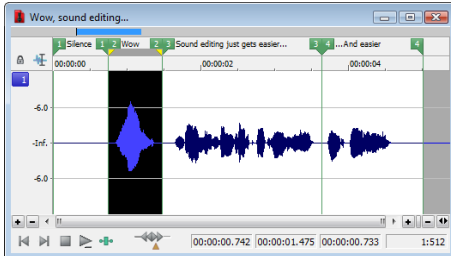 Wow, sound editing...
1 Silence 1 2 Wow 2 3 Sound editing just gets easier... 3 4 ...And easier 4
00:00:00 00:00:02 00:00:04
1
-6.0
-Inf.
-6.0
00:00:00.742 00:00:01.475 00:00:00.733 1:512